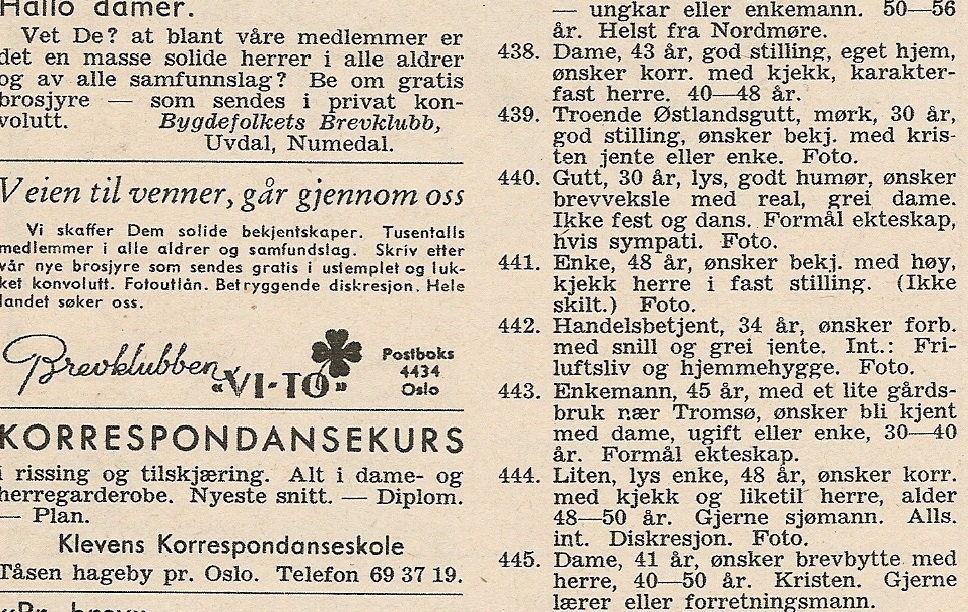 Hallo damer.
Vet De? at blant våre medlemmer er
det en masse solide herrer i alle aldrer
og av alle samfunnslag? Be om gratis
brosjyre — som sendes i privat kon-
volutt. Bygdefolkets Brevklubb,
Uvdal, Numedal.
Veien til venner, går gjennom oss
Vi skaffer Dem solide bekjentskaper. Tusentalls
medlemmer i alle aldrer og samfundslag. Skriv etter
vår nye brosjyre som sendes gratis i ustemplet og luk-
ket konvolutt. Fotoutlån. Betryggende diskresjon. Hele
landet søker oss.
Brevklubben
«VI-TO»
Postboks
4434
Oslo
KORRESPONDANSEKURS
i rissing og tilskjæring. Alt i dame- og
herregarderobe. Nyeste snitt. — Diplom.
— Plan.
Klevens Korrespondanseskole
Tåsen hageby pr. Oslo. Telefon 69 37 19.
«Pr. brev»
— ungkar eller enkemann. 50—56
år. Helst fra Nordmøre.
438. Dame, 43 år, god stilling, eget hjem,
ønsker korr. med kjekk, karakter-
fast herre. 40—48 år.
439. Troende Østlandsgutt, mørk, 30 år,
god stilling, ønsker bekj. med kris-
ten jente eller enke. Foto.
440. Gutt, 30 år, lys, godt humør, ønsker
brevveksle med real, grei dame.
Ikke fest og dans. Formål ekteskap,
hvis sympati. Foto.
441. Enke, 48 år, ønsker bekj. med høy,
kjekk herre i fast stilling. (Ikke
skilt.) Foto.
442. Handelsbetjent, 34 år, ønsker forb.
med snill og grei jente. Int.: Fri-
luftsliv og hjemmehygge. Foto.
443. Enkemann, 45 år, med et lite gårds-
bruk nær Tromsø, ønsker bli kjent
med dame, ugift eller enke, 30—40
år. Formål ekteskap.
444. Liten, lys enke, 48 år, ønsker korr.
med kjekk og liketil herre, alder
48—50 år. Gjerne sjømann. Alls.
int. Diskresjon. Foto.
445. Dame, 41 år, ønsker brevbytte med
herre, 40—50 år. Kristen. Gjerne
lærer eller forretningsmann.